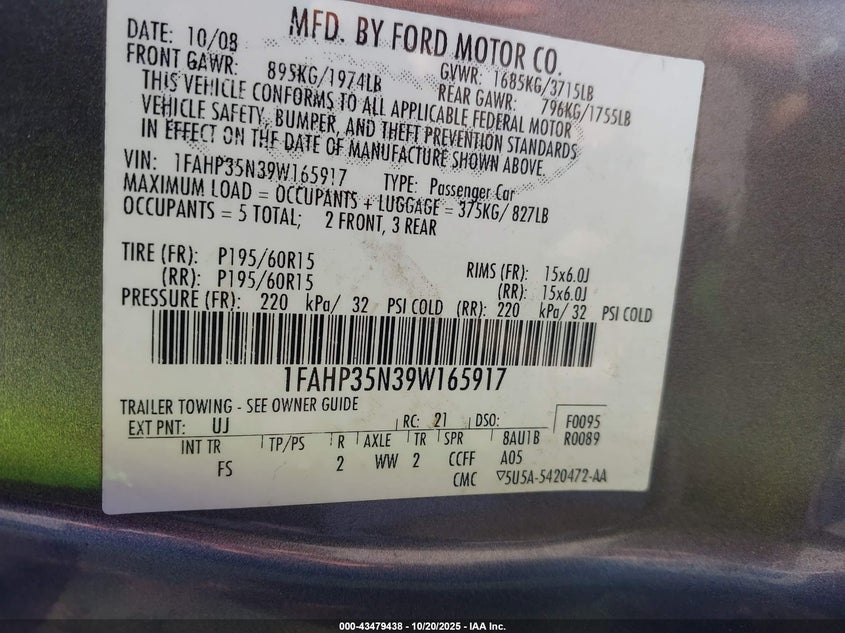 MFD. BY FORD MOTOR CO.
DATE: 10/08
FRONT GAWR: 895KG/1974LB
GVWR: 1685KG/3715LB
REAR GAWR: 796KG/1755LB
THIS VEHICLE CONFORMS TO ALL APPLICABLE FEDERAL MOTOR
VEHICLE SAFETY, BUMPER, AND THEFT PREVENTION STANDARDS
IN EFFECT ON THE DATE OF MANUFACTURE SHOWN ABOVE.
VIN: 1FAHP35N39W165917 TYPE: Passenger Car
MAXIMUM LOAD = OCCUPANTS + LUGGAGE = 375KG/ 827LB
OCCUPANTS = 5 TOTAL; 2 FRONT, 3 REAR
TIRE (FR): P195/60R15 RIMS (FR): 15x6.0J
(RR): P195/60R15 (RR): 15x6.0J
PRESSURE (FR): 220 kPa/ 32 PSI COLD (RR): 220 kPa/ 32 PSI COLD
1FAHP35N39W165917
TRAILER TOWING - SEE OWNER GUIDE
EXT PNT: UJ RC: 21 DSO: F0095
INT TR TP/PS R AXLE TR SPR 8AU1B R0089
FS 2 WW 2 CCFF A05
CMC ▽5U5A-5420472-AA
000-43479438 - 10/20/2025 - IAA Inc.